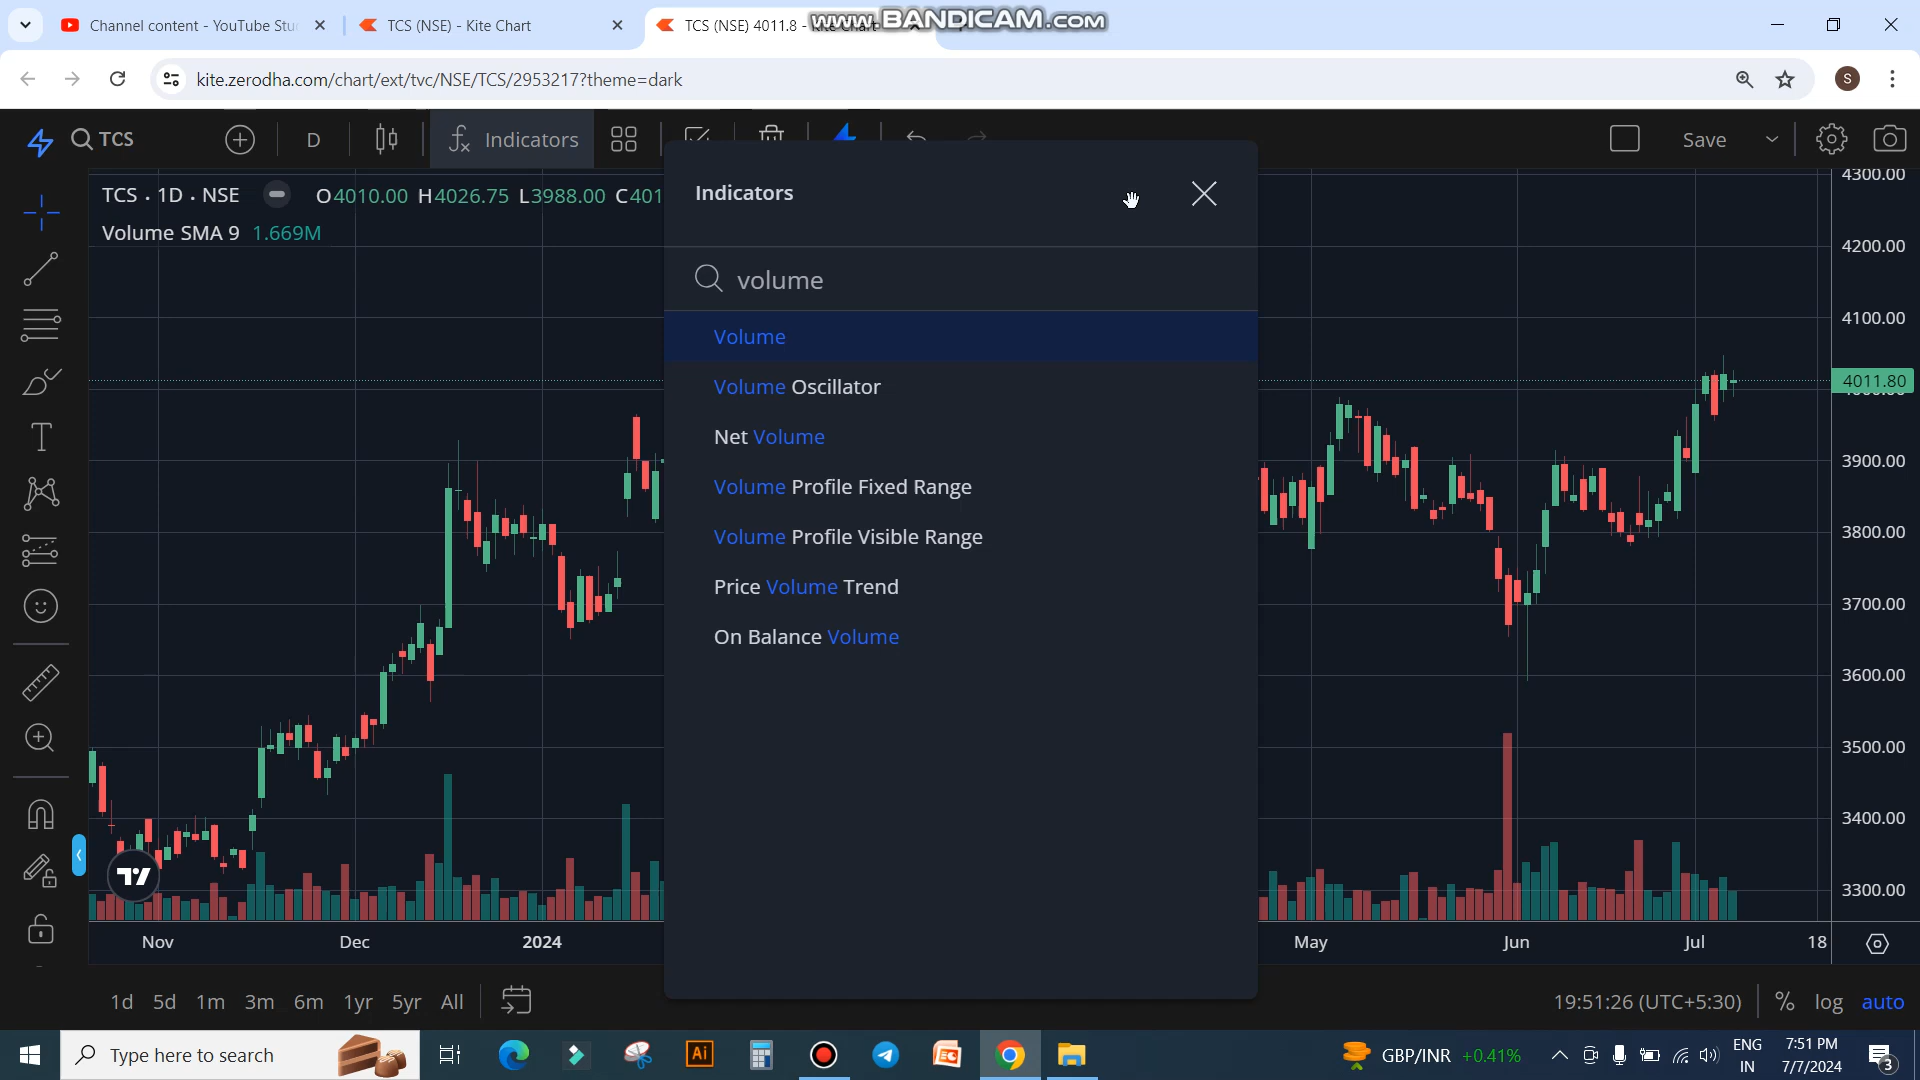 Channel content - YouTube Stu
TCS (NSE) - Kite Chart
TCS (NSE) 4011.8 - Kite Chart
www.BANDICAM.com
kite.zerodha.com/chart/ext/tvc/NSE/TCS/2953217?theme=dark
S
TCS
D
Indicators
Save
TCS · 1D · NSE
O4010.00 H4026.75 L3988.00 C401
Volume SMA 9 1.669M
Indicators
volume
Volume
Volume Oscillator
Net Volume
Volume Profile Fixed Range
Volume Profile Visible Range
Price Volume Trend
On Balance Volume
4300.00
4200.00
4100.00
4011.80
3900.00
3800.00
3700.00
3600.00
3500.00
3400.00
3300.00
Nov
Dec
2024
May
Jun
Jul
18
1d 5d 1m 3m 6m 1yr 5yr All
19:51:26 (UTC+5:30)
% log auto
Type here to search
Ai
GBP/INR +0.41%
ENG
IN
7:51 PM
7/7/2024
3